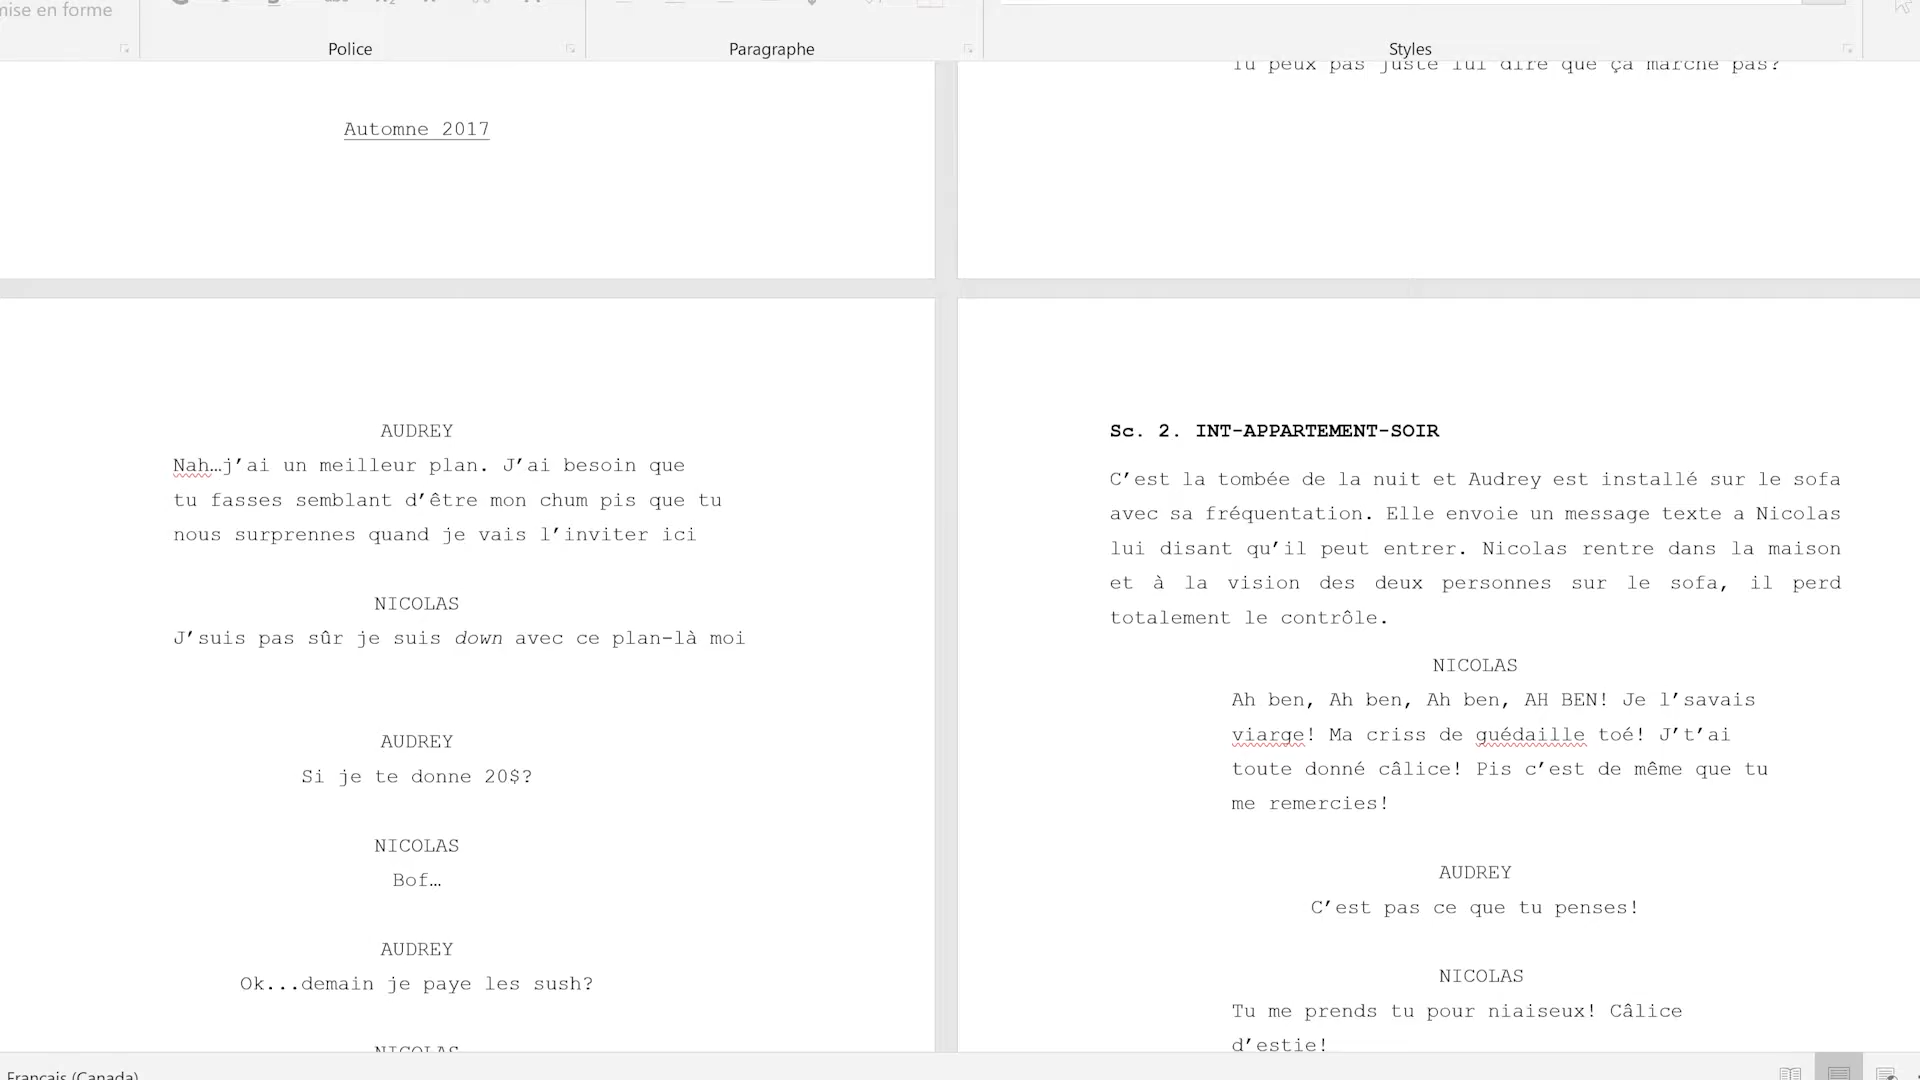 mise en forme
Police
Paragraphe
Styles
Automne 2017
AUDREY
Nah…j’ai un meilleur plan. J’ai besoin que
tu fasses semblant d’être mon chum pis que tu
nous surprennes quand je vais l’inviter ici
NICOLAS
J’suis pas sûr je suis down avec ce plan-là moi
AUDREY
Si je te donne 20$?
NICOLAS
Bof…
AUDREY
Ok...demain je paye les sush?
NICOLAS
Tu peux pas juste lui dire que ça marche pas?
Sc. 2. INT-APPARTEMENT-SOIR
C’est la tombée de la nuit et Audrey est installé sur le sofa
avec sa fréquentation. Elle envoie un message texte a Nicolas
lui disant qu’il peut entrer. Nicolas rentre dans la maison
et à la vision des deux personnes sur le sofa, il perd
totalement le contrôle.
NICOLAS
Ah ben, Ah ben, Ah ben, AH BEN! Je l’savais
viarge! Ma criss de guédaille toé! J’t’ai
toute donné câlice! Pis c’est de même que tu
me remercies!
AUDREY
C’est pas ce que tu penses!
NICOLAS
Tu me prends tu pour niaiseux! Câlice
d’estie!
Français (Canada)